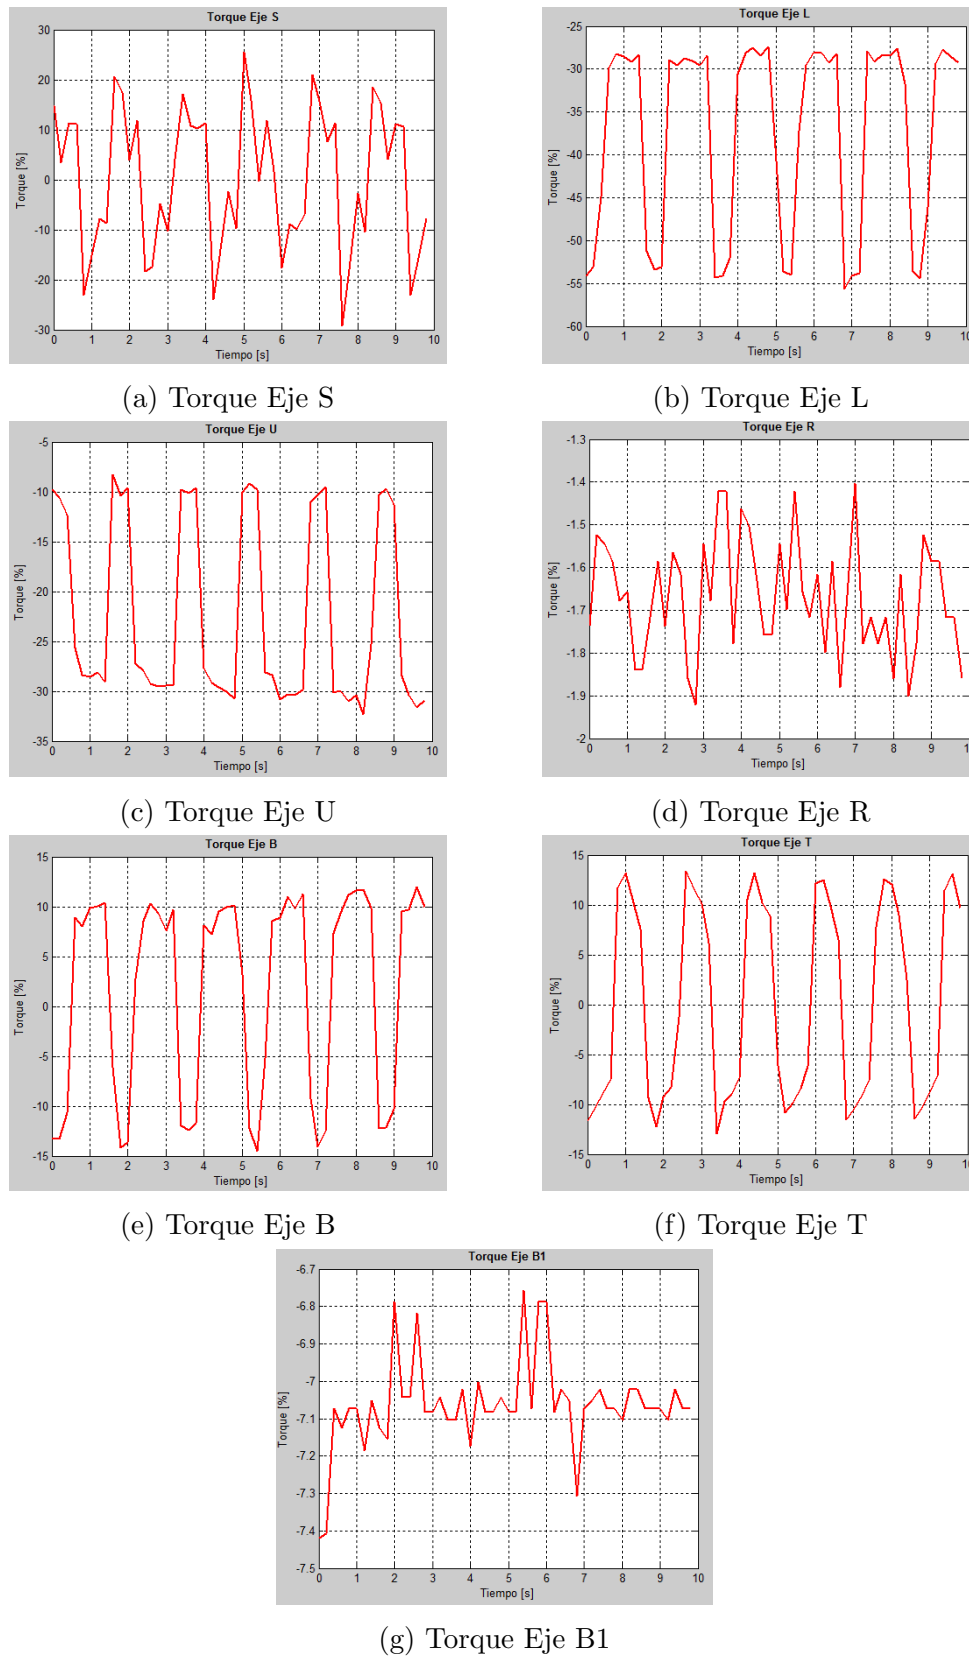 Torque Eje S
30
20
10
0
-10
-20
-30
Torque [%]
0 1 2 3 4 5 6 7 8 9 10
Tiempo [s]
(a) Torque Eje S
Torque Eje L
-25
-30
-35
-40
-45
-50
-55
-60
Torque [%]
0 1 2 3 4 5 6 7 8 9 10
Tiempo [s]
(b) Torque Eje L
Torque Eje U
-5
-10
-15
-20
-25
-30
-35
Torque [%]
0 1 2 3 4 5 6 7 8 9 10
Tiempo [s]
(c) Torque Eje U
Torque Eje R
-1.3
-1.4
-1.5
-1.6
-1.7
-1.8
-1.9
-2
Torque [%]
0 1 2 3 4 5 6 7 8 9 10
Tiempo [s]
(d) Torque Eje R
Torque Eje B
15
10
5
0
-5
-10
-15
Torque [%]
0 1 2 3 4 5 6 7 8 9 10
Tiempo [s]
(e) Torque Eje B
Torque Eje T
15
10
5
0
-5
-10
-15
Torque [%]
0 1 2 3 4 5 6 7 8 9 10
Tiempo [s]
(f) Torque Eje T
Torque Eje B1
-6.7
-6.8
-6.9
-7
-7.1
-7.2
-7.3
-7.4
-7.5
Torque [%]
0 1 2 3 4 5 6 7 8 9 10
Tiempo [s]
(g) Torque Eje B1